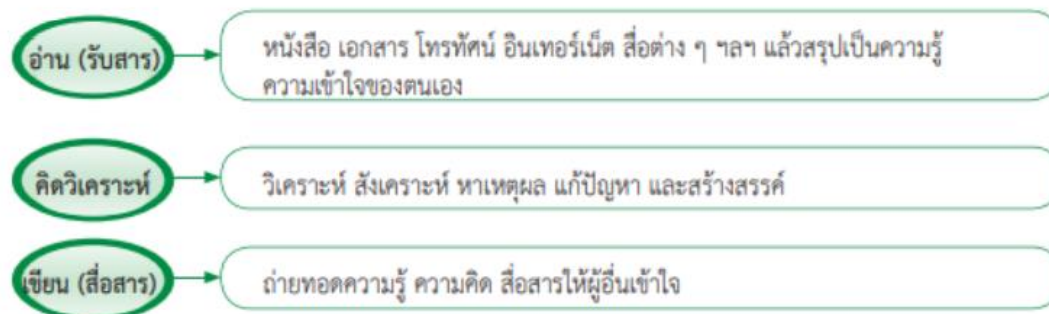 อ่าน (รับสาร)
หนังสือ เอกสาร โทรทัศน์ อินเทอร์เน็ต สื่อต่าง ๆ ฯลฯ แล้วสรุปเป็นความรู้
ความเข้าใจของตนเอง
คิดวิเคราะห์
วิเคราะห์ สังเคราะห์ หาเหตุผล แก้ปัญหา และสร้างสรรค์
เขียน (สื่อสาร)
ถ่ายทอดความรู้ ความคิด สื่อสารให้ผู้อื่นเข้าใจ